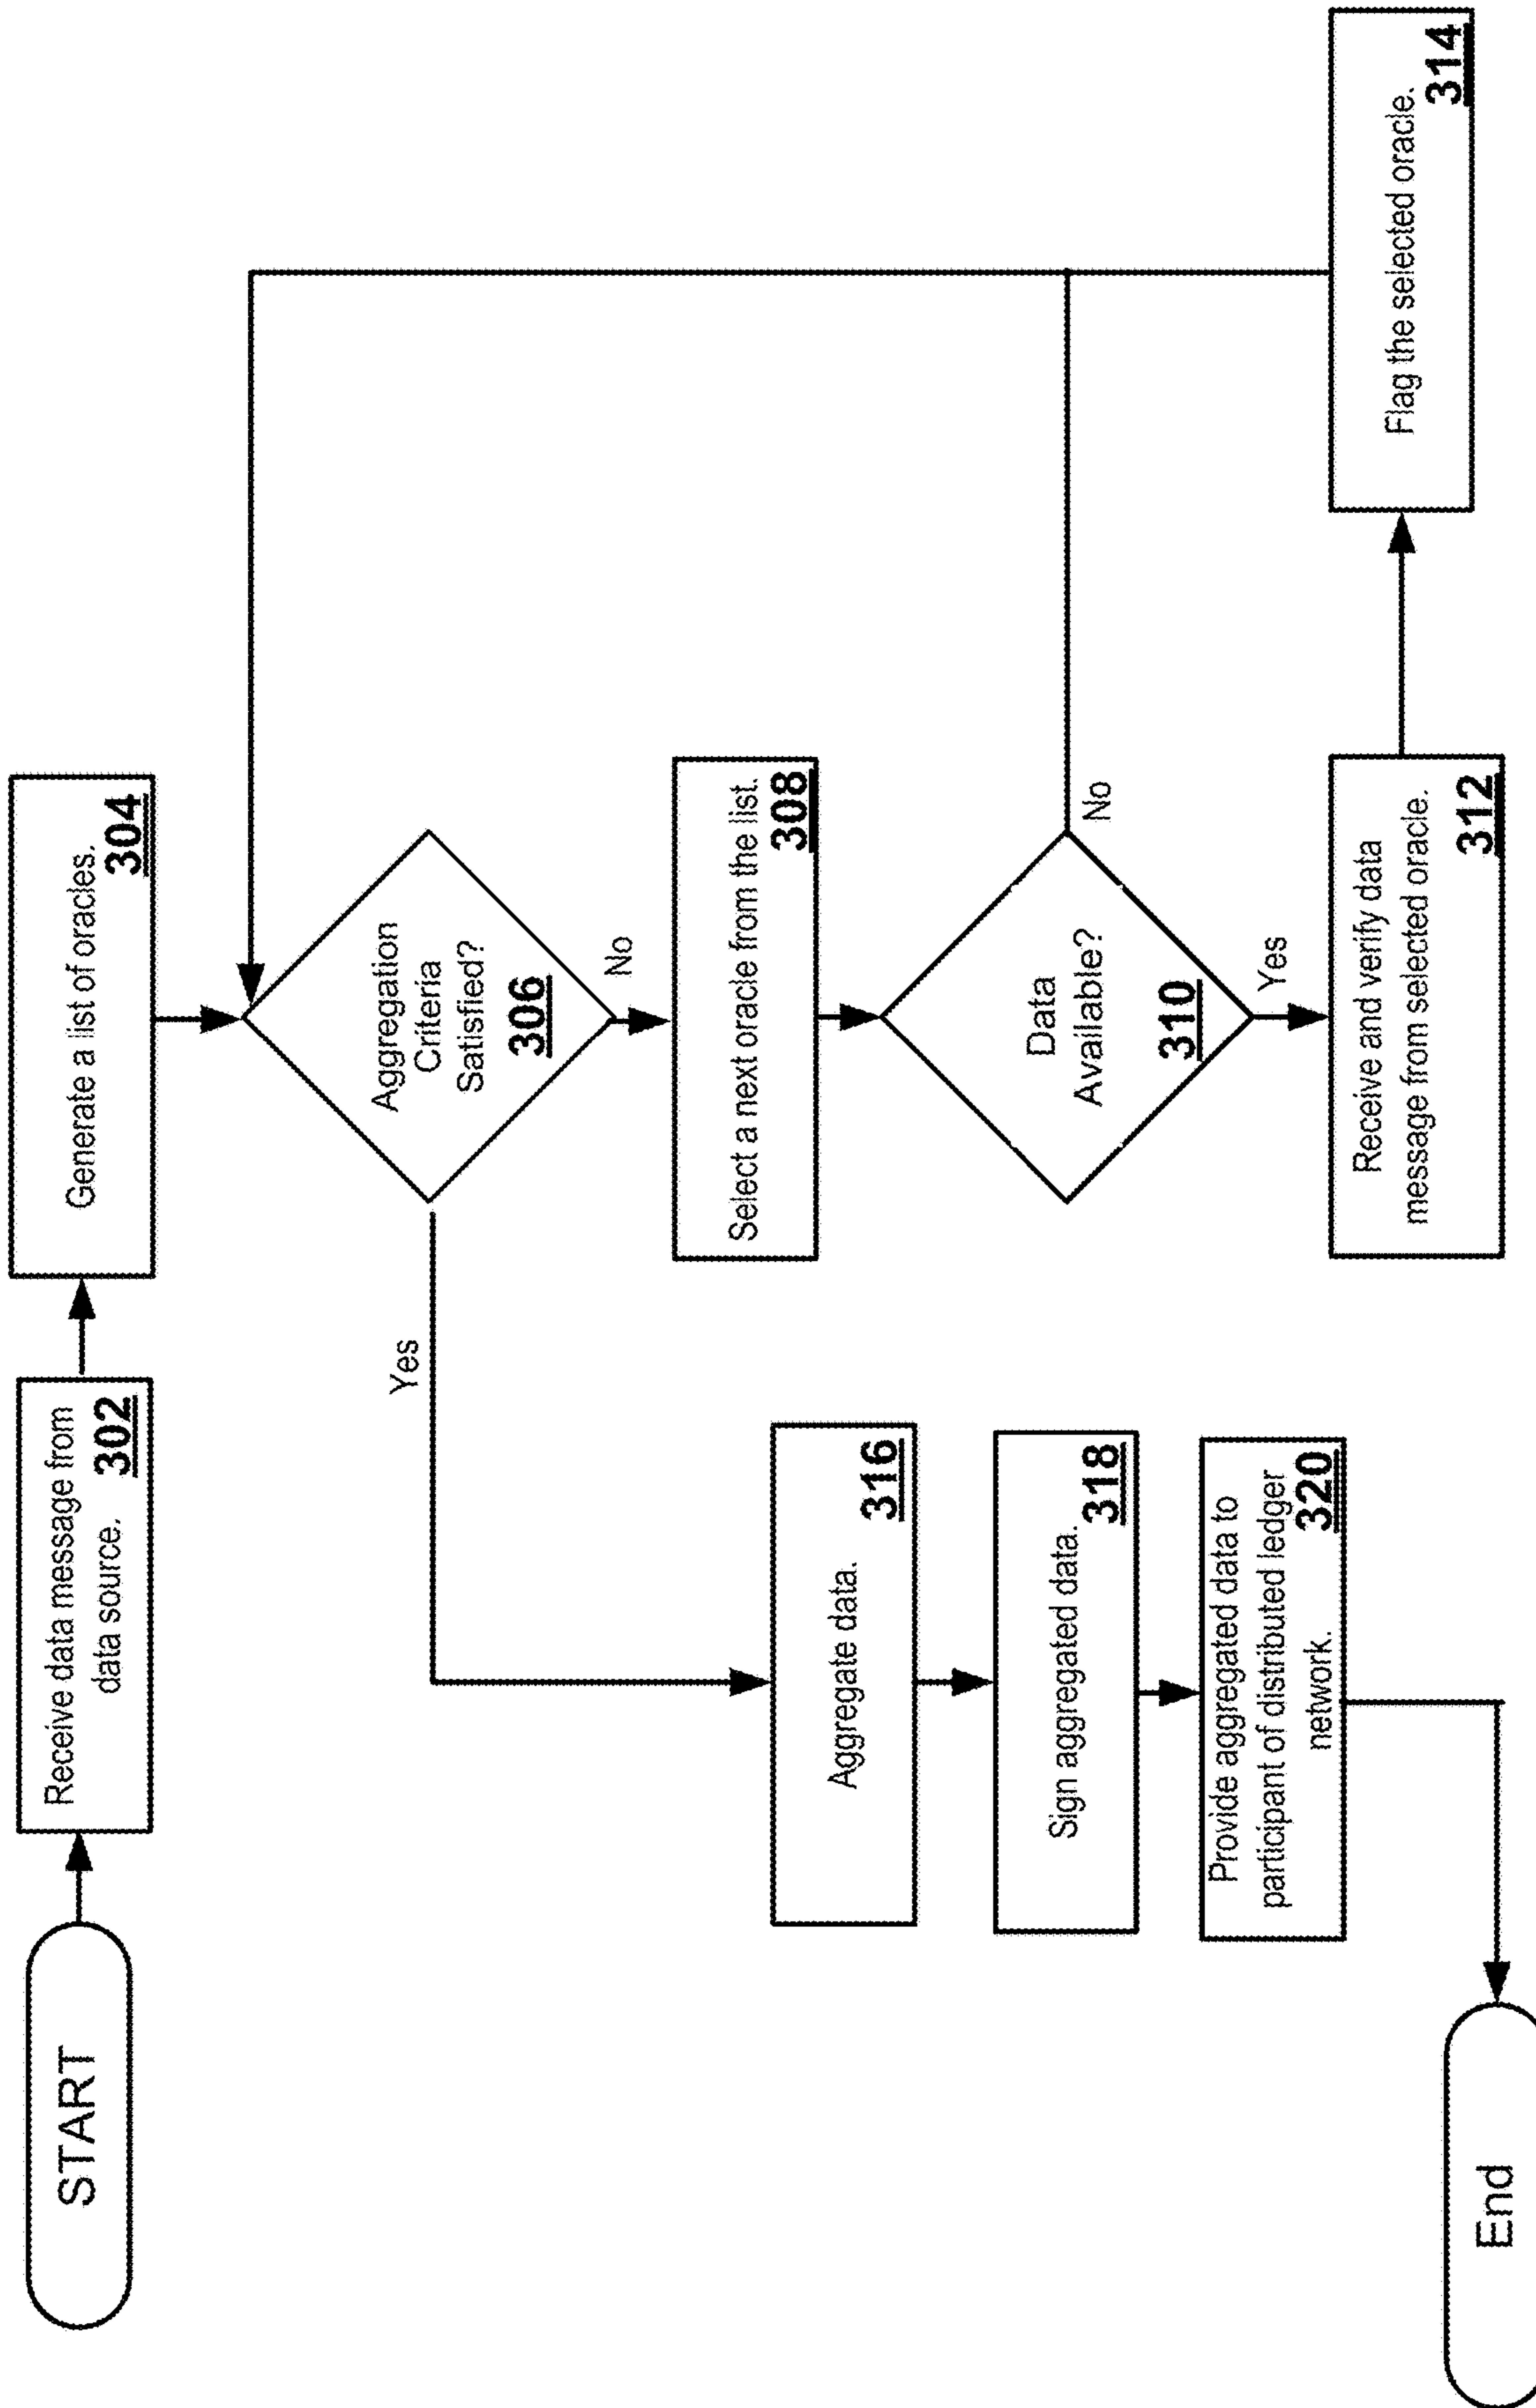 START
Receive data message from
data source.
302
Generate a list of oracles.
304
Aggregation
Criteria
Satisfied?
306
Yes
No
Select a next oracle from the list.
308
Data
Available?
310
No
Yes
Receive and verify data
message from selected oracle.
312
Flag the selected oracle.
314
Aggregate data.
316
Sign aggregated data.
318
Provide aggregated data to
participant of distributed ledger
network.
320
End